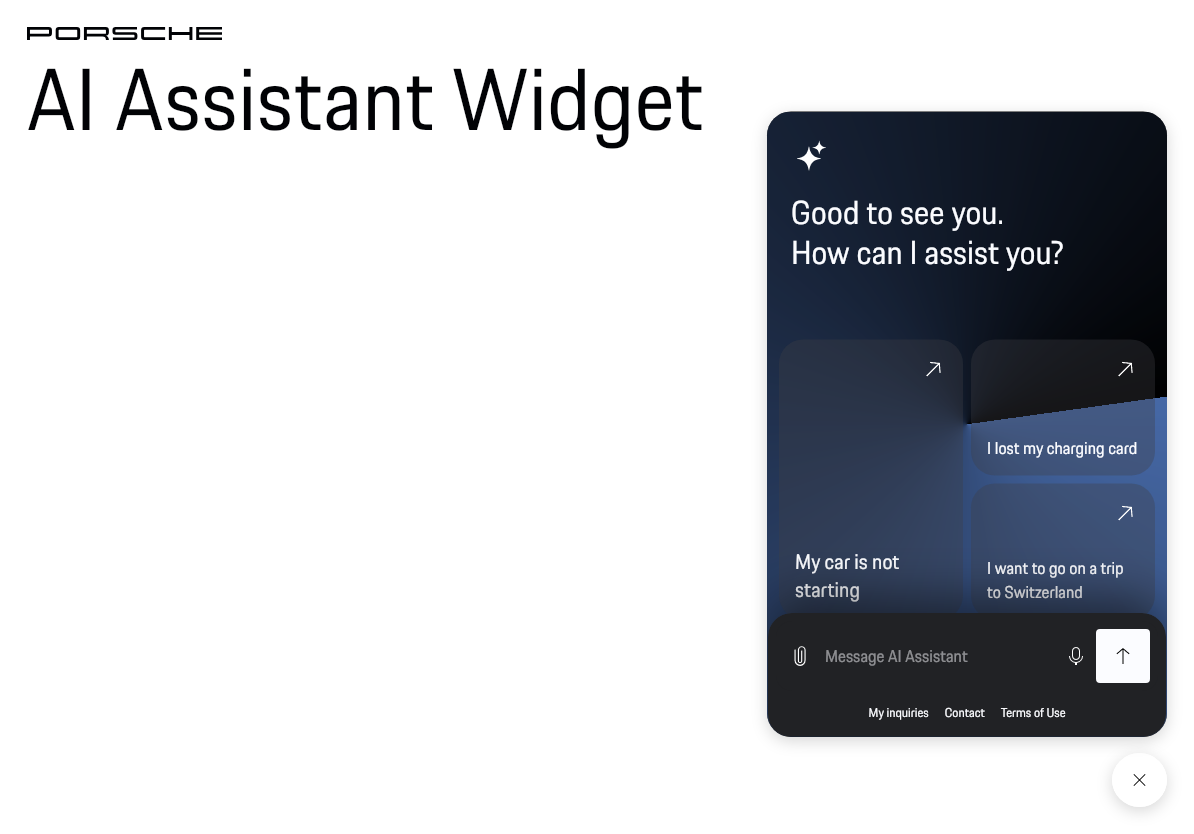 PORSCHE
AI Assistant Widget
Good to see you.
How can I assist you?
I lost my charging card
My car is not
starting
I want to go on a trip
to Switzerland
Message AI Assistant
My inquiries Contact Terms of Use